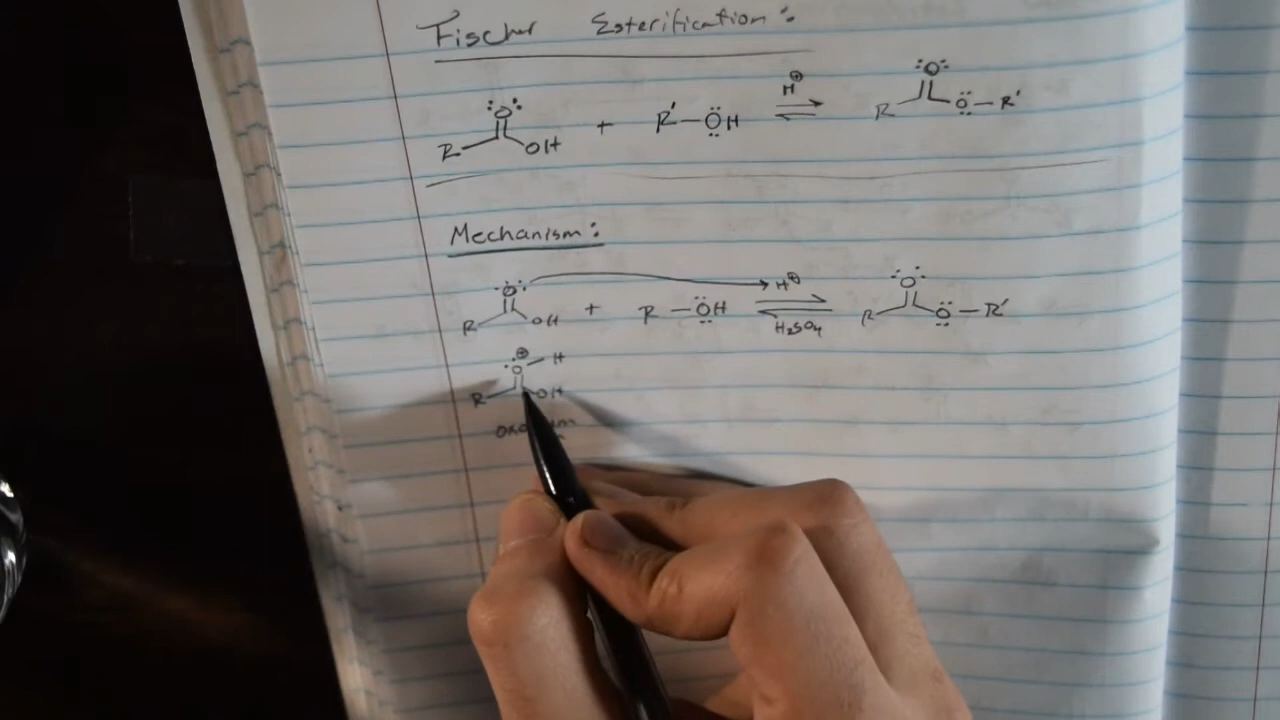 Fischer Esterification:
:O: R OH + R'-ÖH ⇌ H⊕ :O: R Ö-R'
Mechanism:
:O: R OH + R-ÖH ⇌ H⊕ H₂SO₄ :O: R Ö-R'
⊕ :O-H R OH